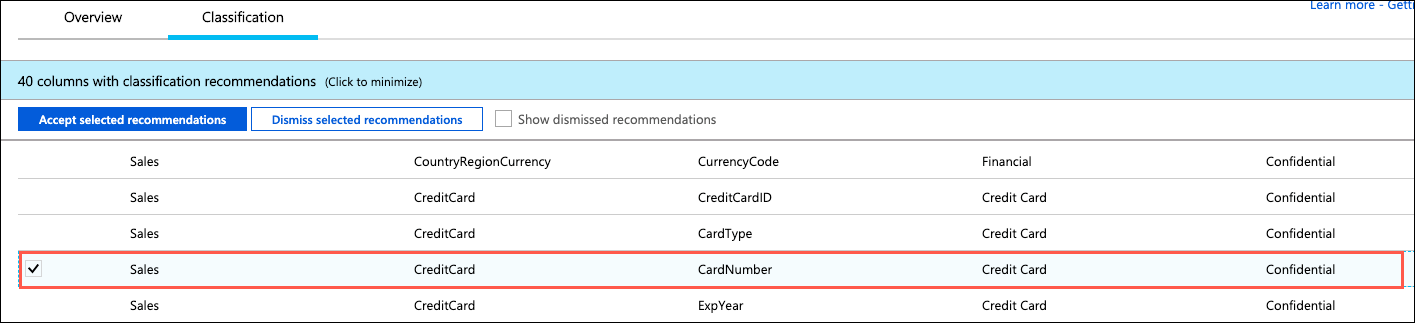 Learn more - Getti
Overview Classification
40 columns with classification recommendations (Click to minimize)
Accept selected recommendations Dismiss selected recommendations Show dismissed recommendations
Sales CountryRegionCurrency CurrencyCode Financial Confidential
Sales CreditCard CreditCardID Credit Card Confidential
Sales CreditCard CardType Credit Card Confidential
Sales CreditCard CardNumber Credit Card Confidential
Sales CreditCard ExpYear Credit Card Confidential